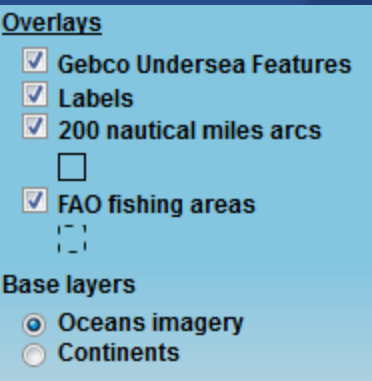 Overlays
Gebco Undersea Features
Labels
200 nautical miles arcs
FAO fishing areas
Base layers
Oceans imagery
Continents